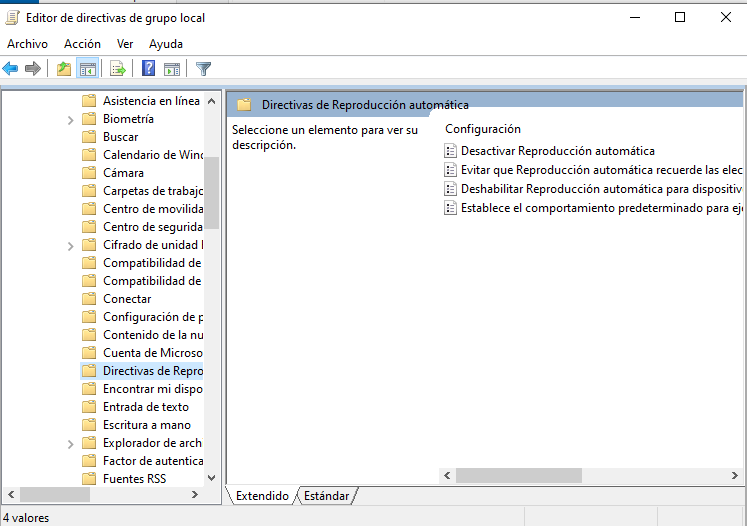 Editor de directivas de grupo local
Archivo Acción Ver Ayuda
Asistencia en línea
Biometría
Buscar
Calendario de Winc
Cámara
Carpetas de trabajo
Centro de movilida
Centro de segurida
Cifrado de unidad
Compatibilidad de
Compatibilidad de
Conectar
Configuración de p
Contenido de la nu
Cuenta de Microso
Directivas de Repro
Encontrar mi dispo
Entrada de texto
Escritura a mano
Explorador de arch
Factor de autentica
Fuentes RSS
Directivas de Reproducción automática
Seleccione un elemento para ver su
descripción.
Configuración
Desactivar Reproducción automática
Evitar que Reproducción automática recuerde las elec
Deshabilitar Reproducción automática para dispositiv
Establece el comportamiento predeterminado para eje
Extendido Estándar
4 valores